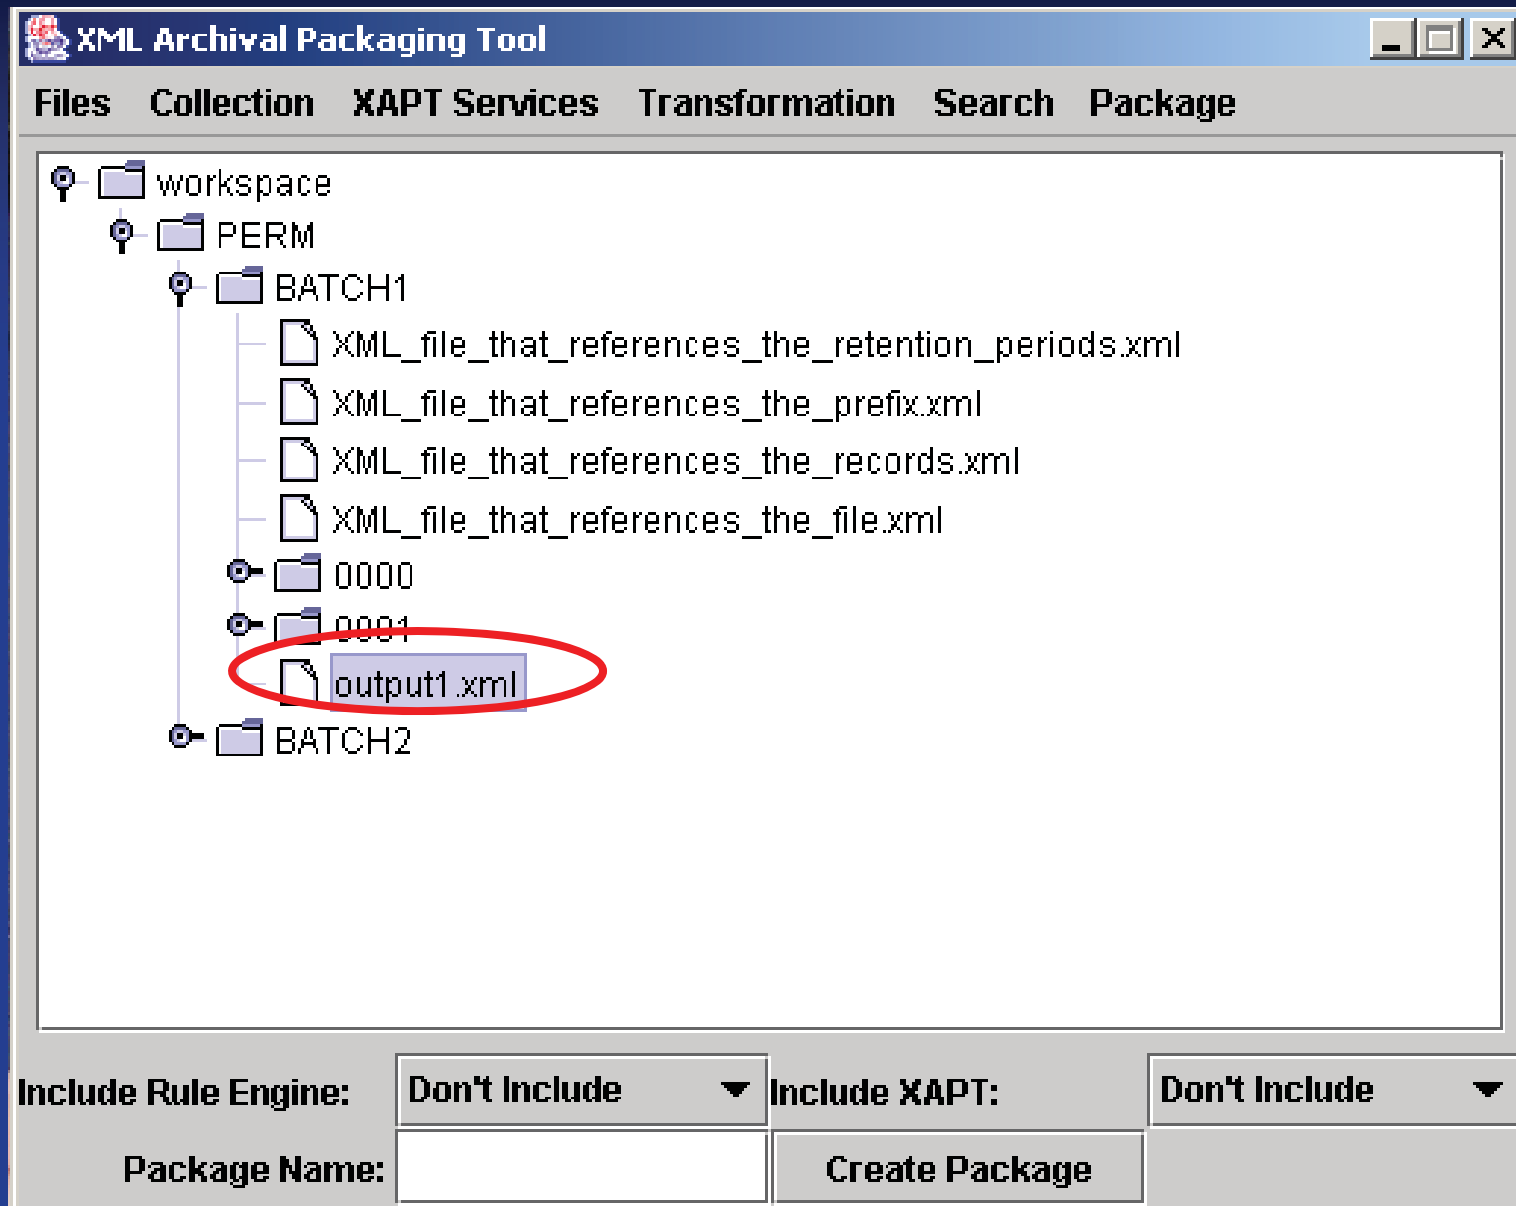 XML Archival Packaging Tool
Files Collection XAPT Services Transformation Search Package
workspace
PERM
BATCH1
XML_file_that_references_the_retention_periods.xml
XML_file_that_references_the_prefix.xml
XML_file_that_references_the_records.xml
XML_file_that_references_the_file.xml
0000
0001
output1.xml
BATCH2
Include Rule Engine: Don't Include Include XAPT: Don't Include
Package Name: Create Package